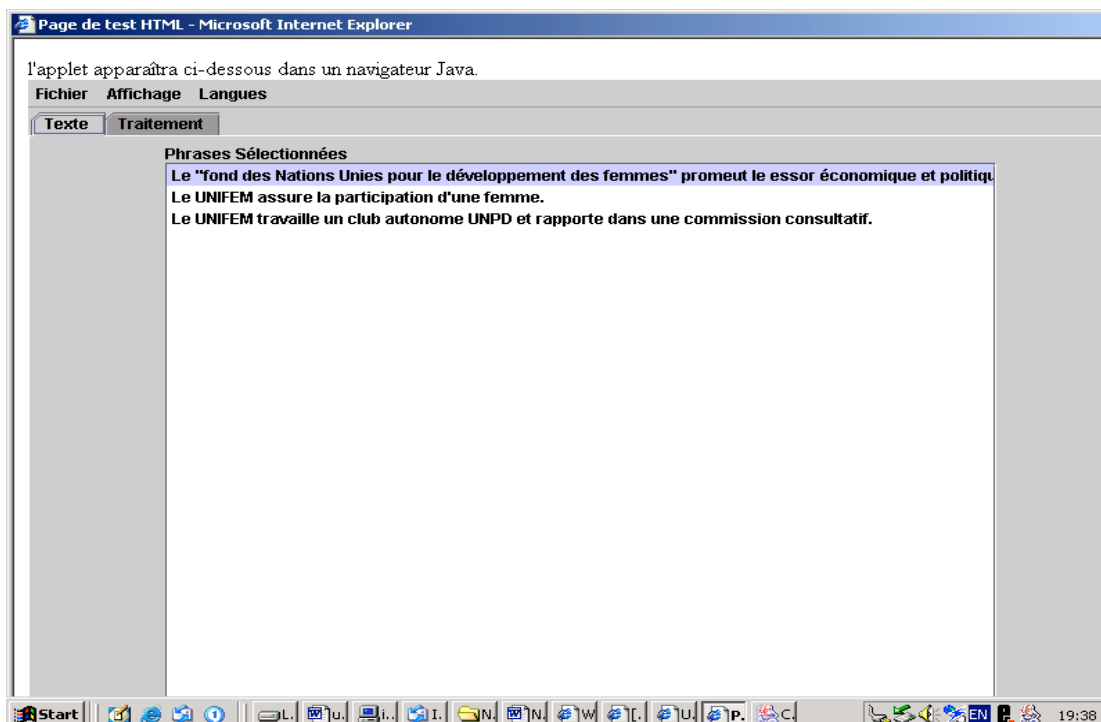 Page de test HTML - Microsoft Internet Explorer
l'applet apparaîtra ci-dessous dans un navigateur Java.
Fichier Affichage Langues
Texte Traitement
Phrases Sélectionnées
Le "fond des Nations Unies pour le développement des femmes" promeut le essor économique et politiqu
Le UNIFEM assure la participation d'une femme.
Le UNIFEM travaille un club autonome UNPD et rapporte dans une commission consultatif.
Start L. u. i.. I. N. N. W [. U. P. C. EN 19:38